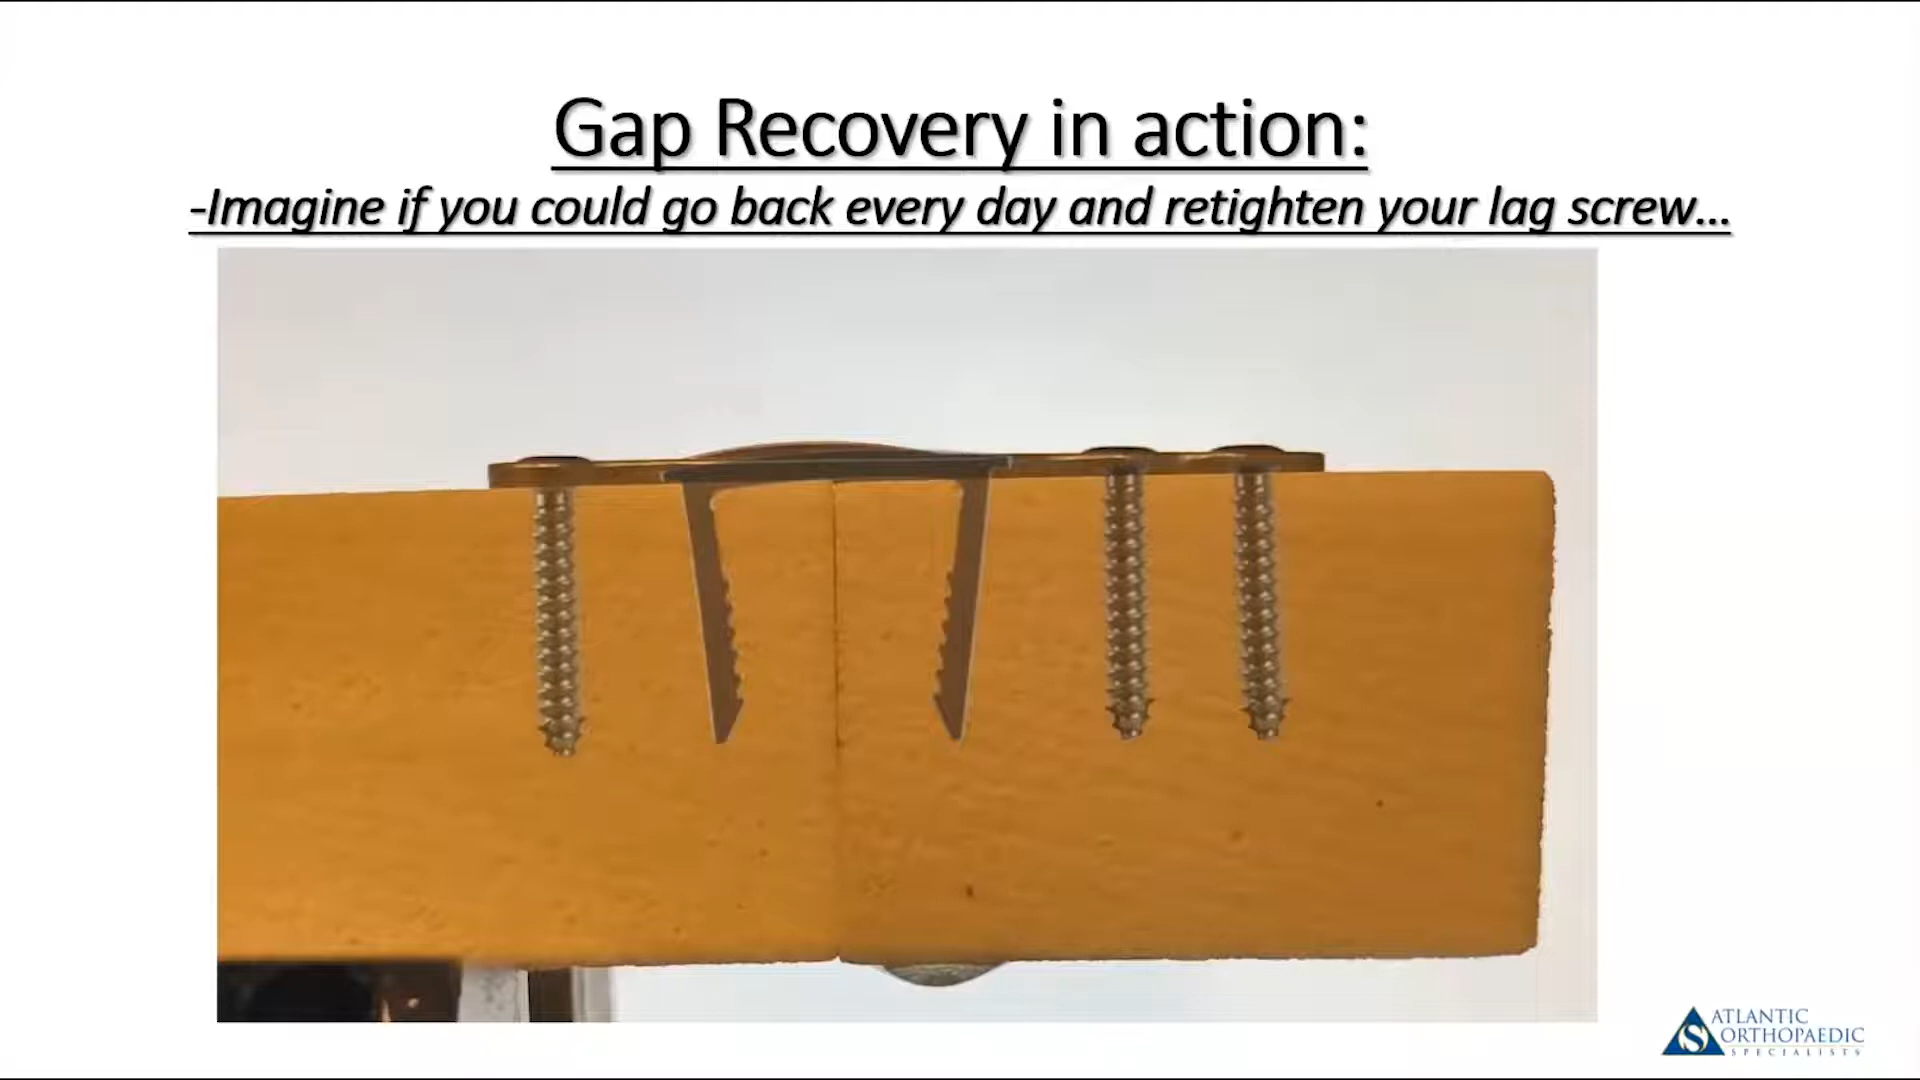 Gap Recovery in action:
-Imagine if you could go back every day and retighten your lag screw...
ATLANTIC
ORTHOPAEDIC
SPECIALISTS